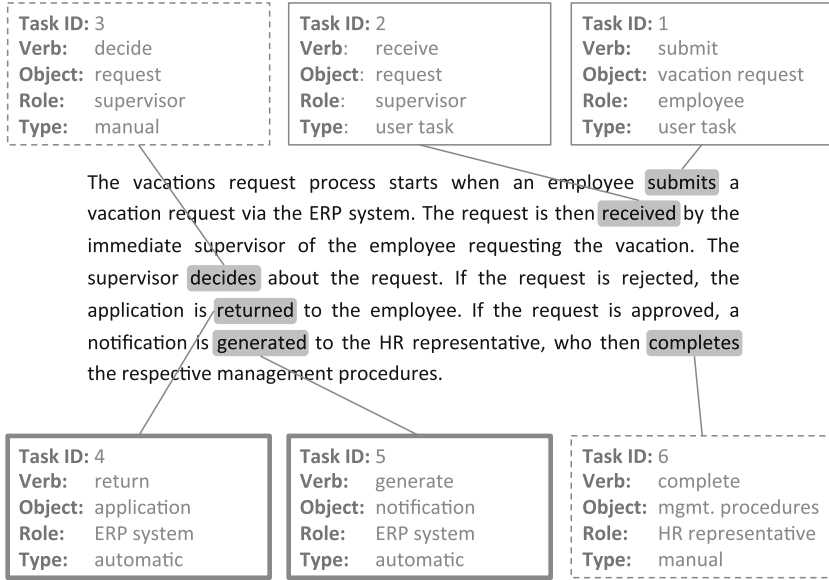 Task ID: 3
Verb: decide
Object: request
Role: supervisor
Type: manual
Task ID: 2
Verb: receive
Object: request
Role: supervisor
Type: user task
Task ID: 1
Verb: submit
Object: vacation request
Role: employee
Type: user task
The vacations request process starts when an employee submits a
vacation request via the ERP system. The request is then received by the
immediate supervisor of the employee requesting the vacation. The
supervisor decides about the request. If the request is rejected, the
application is returned to the employee. If the request is approved, a
notification is generated to the HR representative, who then completes
the respective management procedures.
Task ID: 4
Verb: return
Object: application
Role: ERP system
Type: automatic
Task ID: 5
Verb: generate
Object: notification
Role: ERP system
Type: automatic
Task ID: 6
Verb: complete
Object: mgmt. procedures
Role: HR representative
Type: manual